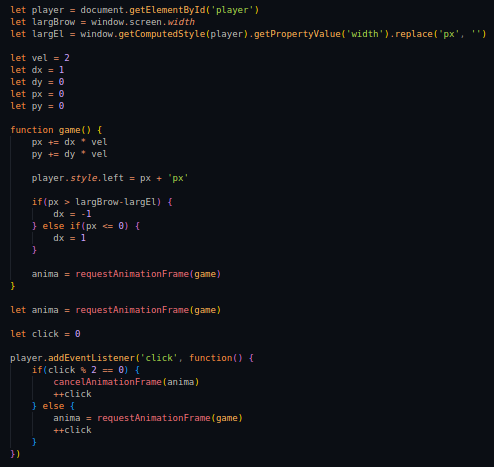 let player = document.getElementById('player')
let largBrow = window.screen.width
let largEl = window.getComputedStyle(player).getPropertyValue('width').replace('px', '')

let vel = 2
let dx = 1
let dy = 0
let px = 0
let py = 0

function game() {
    px += dx * vel
    py += dy * vel

    player.style.left = px + 'px'

    if(px > largBrow-largEl) {
        dx = -1
    } else if(px <= 0) {
        dx = 1
    }

    anima = requestAnimationFrame(game)
}

let anima = requestAnimationFrame(game)

let click = 0

player.addEventListener('click', function() {
    if(click % 2 == 0) {
        cancelAnimationFrame(anima)
        ++click
    } else {
        anima = requestAnimationFrame(game)
        ++click
    }
})